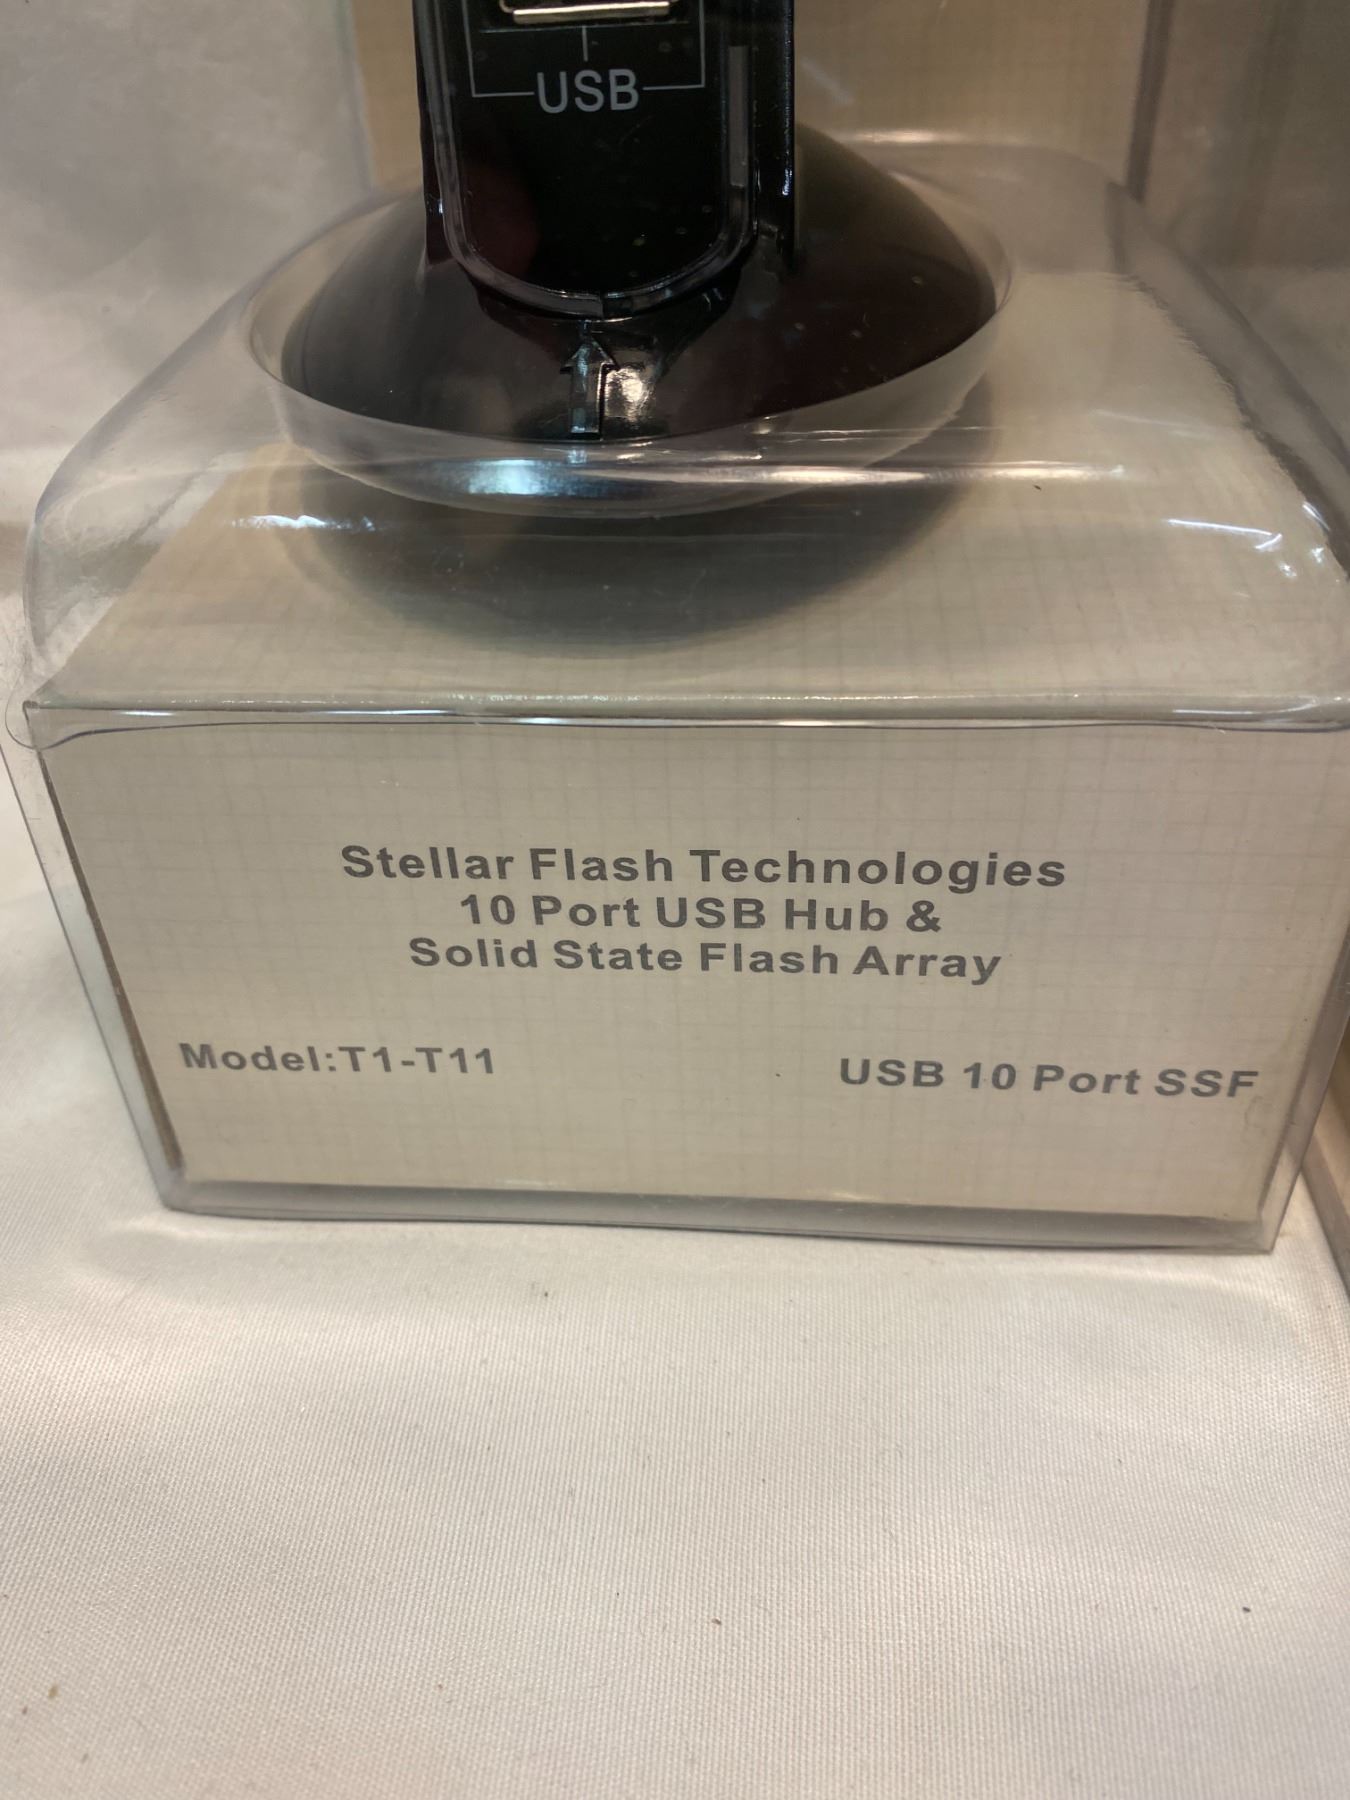 USB
Stellar Flash Technologies
10 Port USB Hub &
Solid State Flash Array
Model:T1-T11
USB 10 Port SSF